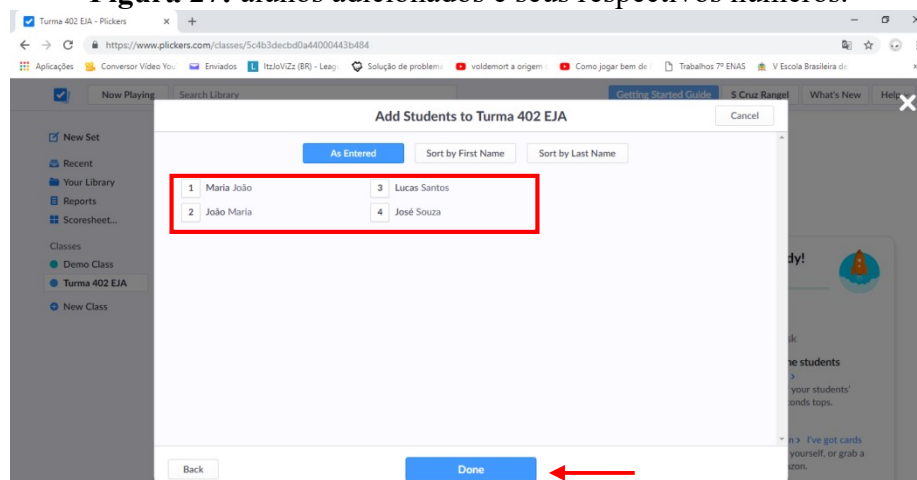 Figura 27: alunos adicionados e seus respectivos números.
Turma 402 EJA - Plickers
https://www.plickers.com/classes/5c4b3decbd0a44000443b484
Aplicações Conversor Vídeo You Enviados ItzJoViZz (BR) - Leag Solução de problema voldemort a origem Como jogar bem de Trabalhos 7º ENAS V Escola Brasileira de
Now Playing Search Library Getting Started Guide S Cruz Rangel What's New Help
Add Students to Turma 402 EJA Cancel
New Set
As Entered Sort by First Name Sort by Last Name
Recent
Your Library
Reports
Scoresheet...
1 Maria João 3 Lucas Santos
2 João Maria 4 José Souza
Classes
Demo Class
Turma 402 EJA
New Class
dy!
students
your students'
onds tops.
I've got cards
yourself, or grab a
Back Done